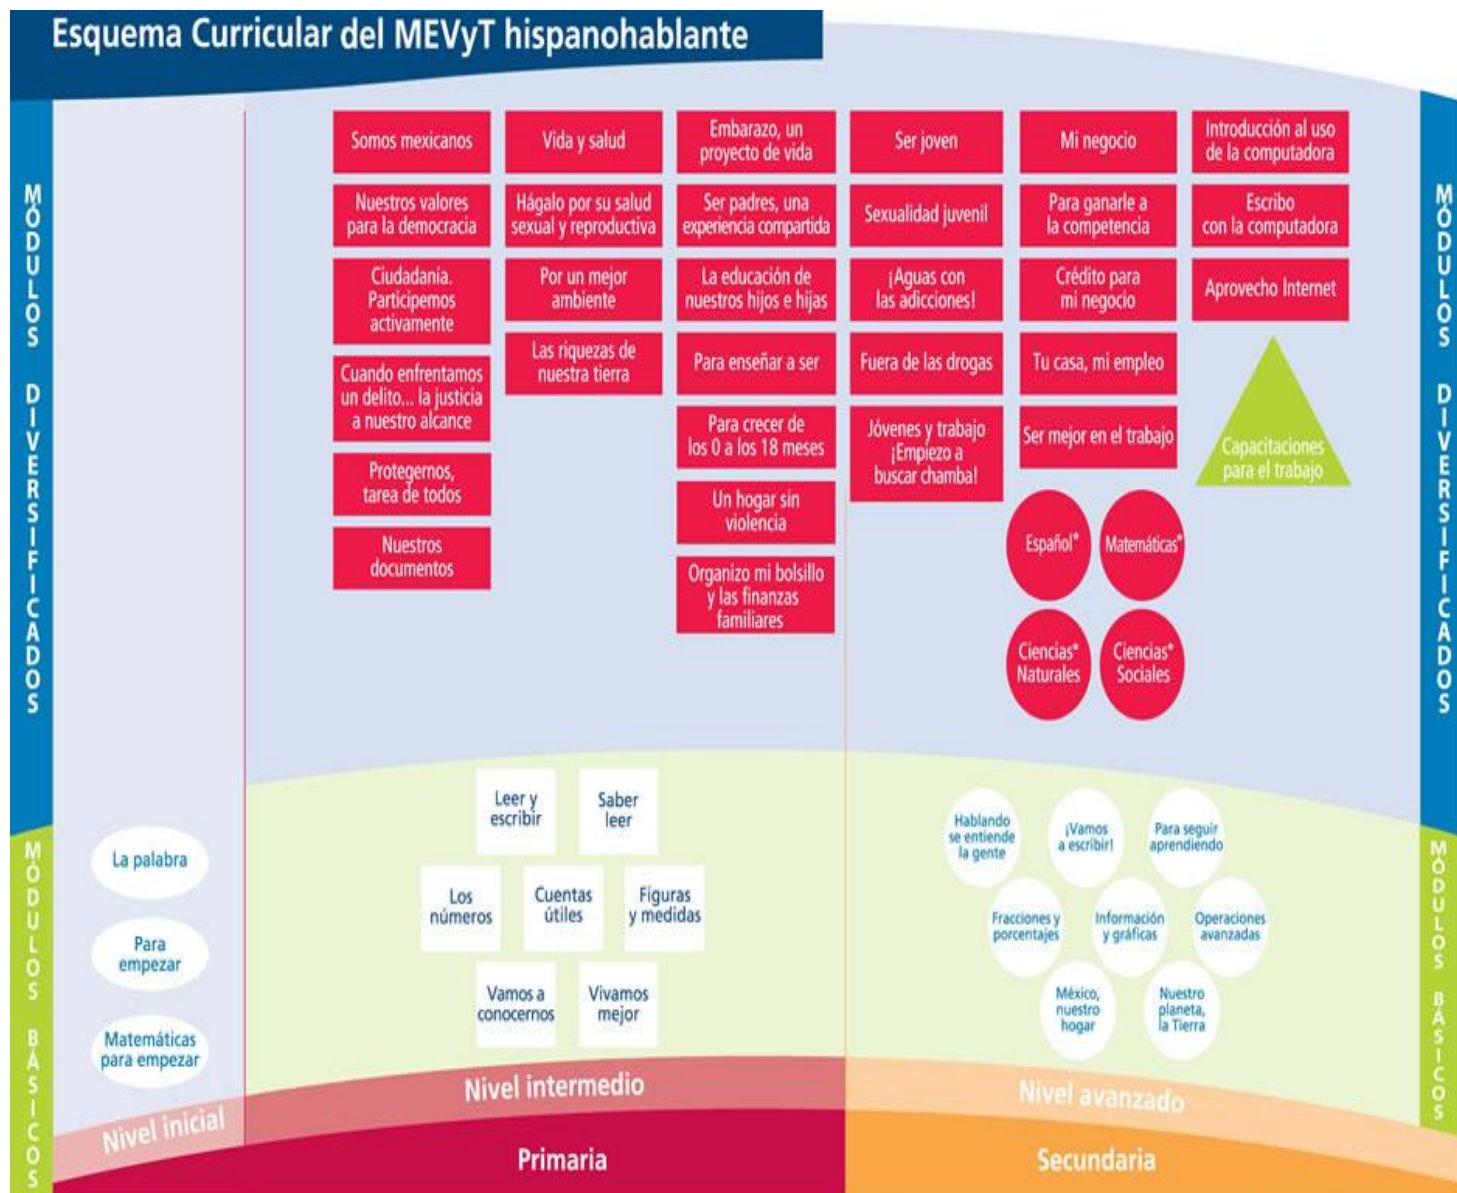 Esquema Curricular del MEVyT hispanohablante
MÓDULOS DIVERSIFICADOS
MÓDULOS BÁSICOS
Somos mexicanos
Nuestros valores
para la democracia
Ciudadanía.
Participemos
activamente
Cuando enfrentamos
un delito... la justicia
a nuestro alcance
Protegernos,
tarea de todos
Nuestros
documentos
Vida y salud
Hágalo por su salud
sexual y reproductiva
Por un mejor
ambiente
Las riquezas de
nuestra tierra
Embarazo, un
proyecto de vida
Ser padres, una
experiencia compartida
La educación de
nuestros hijos e hijas
Para enseñar a ser
Para crecer de
los 0 a los 18 meses
Un hogar sin
violencia
Organizo mi bolsillo
y las finanzas
familiares
Ser joven
Sexualidad juvenil
¡Aguas con
las adicciones!
Fuera de las drogas
Jóvenes y trabajo
¡Empiezo a
buscar chamba!
Mi negocio
Para ganarle a
la competencia
Crédito para
mi negocio
Tu casa, mi empleo
Ser mejor en el trabajo
Introducción al uso
de la computadora
Escribo
con la computadora
Aprovecho Internet
Capacitaciones
para el trabajo
Español*
Matemáticas*
Ciencias*
Naturales
Ciencias*
Sociales
La palabra
Para
empezar
Matemáticas
para empezar
Leer y
escribir
Saber
leer
Los
números
Cuentas
útiles
Figuras
y medidas
Vamos a
conocernos
Vivamos
mejor
Hablando
se entiende
la gente
¡Vamos
a escribir!
Para seguir
aprendiendo
Fracciones y
porcentajes
Información
y gráficas
Operaciones
avanzadas
México,
nuestro
hogar
Nuestro
planeta,
la Tierra
Nivel inicial
Nivel intermedio
Nivel avanzado
Primaria
Secundaria
MÓDULOS DIVERSIFICADOS
MÓDULOS BÁSICOS